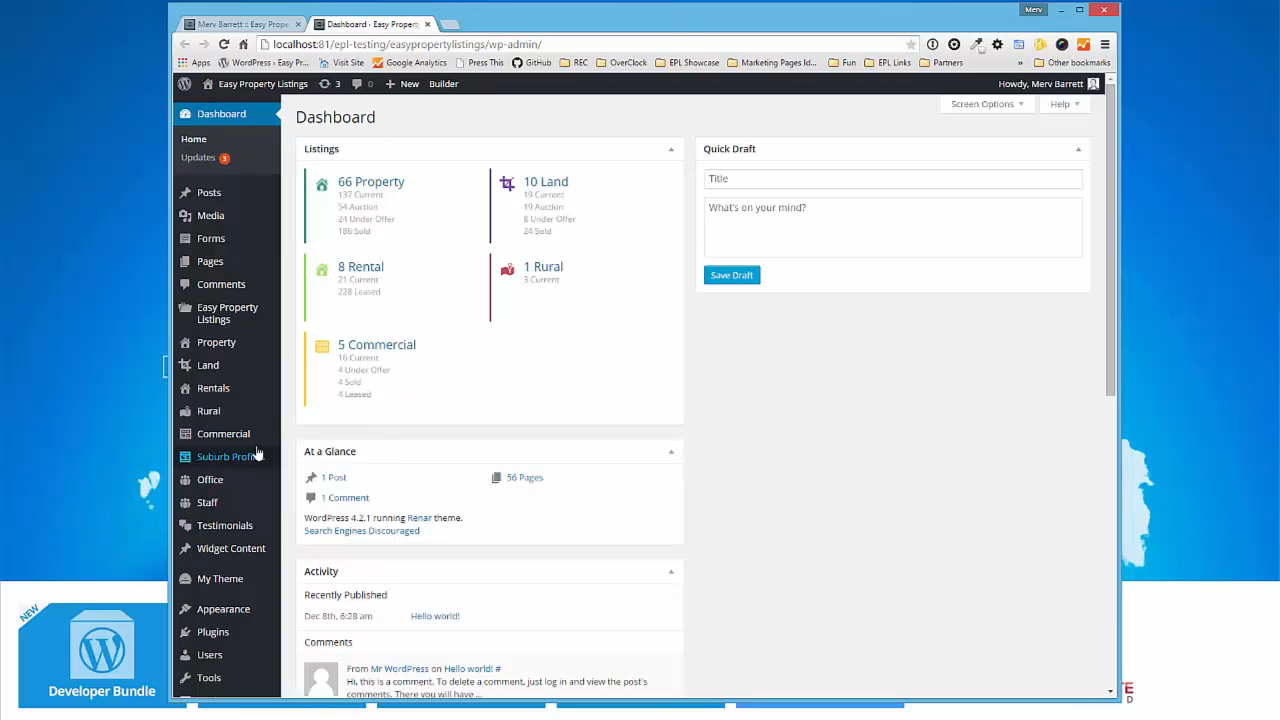 Merv
Merv Barrett :: Easy Prope
Dashboard ‹ Easy Property
localhost:81/epl-testing/easypropertylistings/wp-admin/
Apps
WordPress ‹ Easy Pr...
Visit Site
Google Analytics
Press This
GitHub
REC
OverClock
EPL Showcase
Marketing Pages Id...
Fun
EPL Links
Partners
»
Other bookmarks
Easy Property Listings
3
0
+ New
Builder
Howdy, Merv Barrett
Screen Options
Help
Dashboard
Home
Updates 3
Posts
Media
Forms
Pages
Comments
Easy Property
Listings
Property
Land
Rentals
Rural
Commercial
Suburb Profi
Office
Staff
Testimonials
Widget Content
My Theme
Appearance
Plugins
Users
Tools
Dashboard
Listings
66 Property
137 Current
54 Auction
24 Under Offer
186 Sold
10 Land
19 Current
19 Auction
8 Under Offer
24 Sold
8 Rental
21 Current
228 Leased
1 Rural
3 Current
5 Commercial
16 Current
4 Under Offer
4 Sold
4 Leased
At a Glance
1 Post
56 Pages
1 Comment
WordPress 4.2.1 running Renar theme.
Search Engines Discouraged
Activity
Recently Published
Dec 8th, 6:28 am Hello world!
Comments
From Mr WordPress on Hello world! #
Hi, this is a comment. To delete a comment, just log in and view the post's
comments. There you will have ...
Quick Draft
Title
What's on your mind?
Save Draft
NEW
Developer Bundle
TE
D